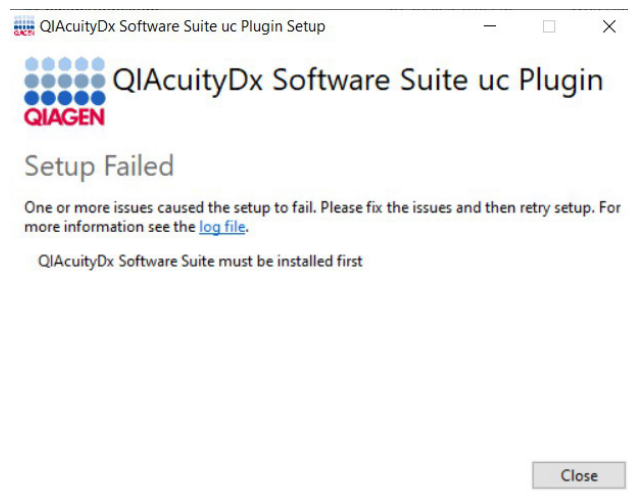 QIAcuityDx Software Suite uc Plugin Setup
QIAcuityDx Software Suite uc Plugin
QIAGEN
Setup Failed
One or more issues caused the setup to fail. Please fix the issues and then retry setup. For
more information see the log file.
QIAcuityDx Software Suite must be installed first
Close